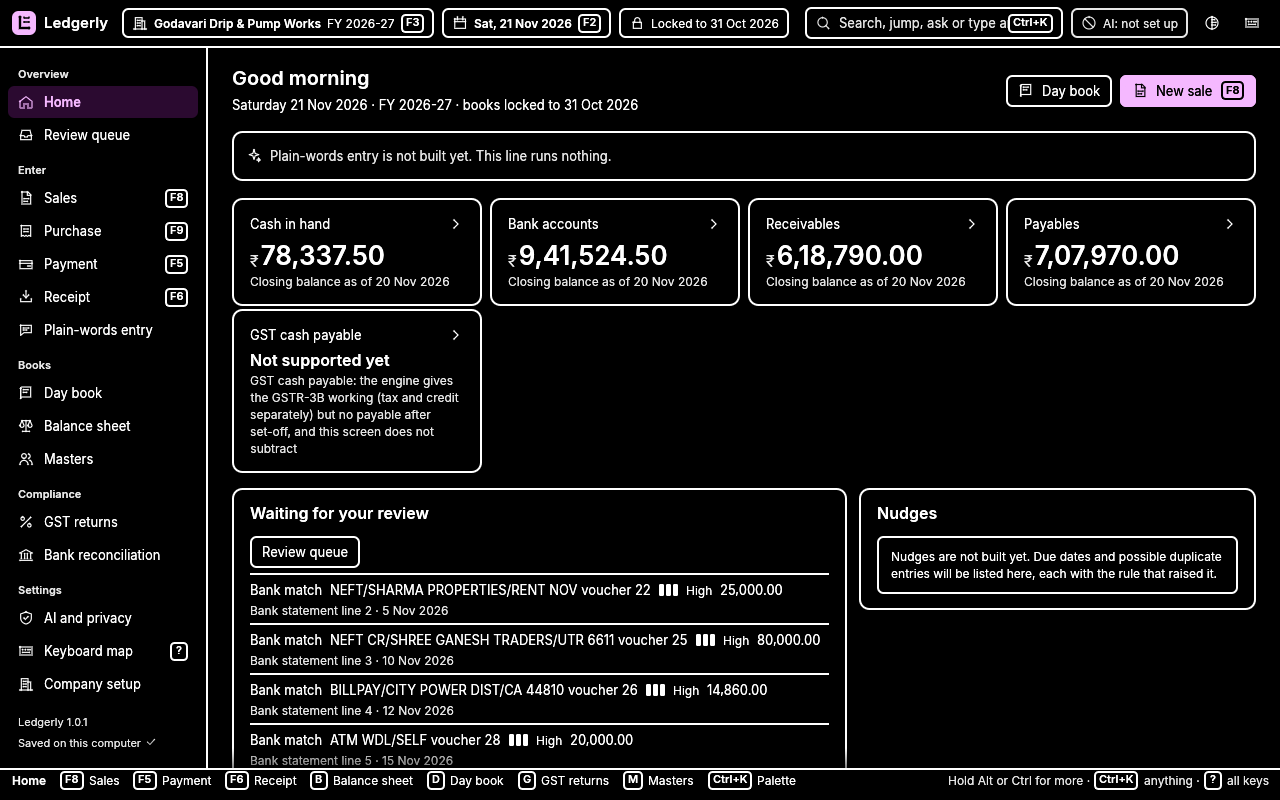 Ledgerly
Godavari Drip & Pump Works FY 2026-27 F3
Sat, 21 Nov 2026 F2
Locked to 31 Oct 2026
Search, jump, ask or type a Ctrl+K
AI: not set up
Overview
Home
Review queue
Enter
Sales F8
Purchase F9
Payment F5
Receipt F6
Plain-words entry
Books
Day book
Balance sheet
Masters
Compliance
GST returns
Bank reconciliation
Settings
AI and privacy
Keyboard map ?
Company setup
Ledgerly 1.0.1
Saved on this computer
Good morning
Saturday 21 Nov 2026 · FY 2026-27 · books locked to 31 Oct 2026
Day book
New sale F8
Plain-words entry is not built yet. This line runs nothing.
Cash in hand
₹78,337.50
Closing balance as of 20 Nov 2026
Bank accounts
₹9,41,524.50
Closing balance as of 20 Nov 2026
Receivables
₹6,18,790.00
Closing balance as of 20 Nov 2026
Payables
₹7,07,970.00
Closing balance as of 20 Nov 2026
GST cash payable
Not supported yet
GST cash payable: the engine gives
the GSTR-3B working (tax and credit
separately) but no payable after
set-off, and this screen does not
subtract
Waiting for your review
Review queue
Bank match NEFT/SHARMA PROPERTIES/RENT NOV voucher 22 High 25,000.00
Bank statement line 2 · 5 Nov 2026
Bank match NEFT CR/SHREE GANESH TRADERS/UTR 6611 voucher 25 High 80,000.00
Bank statement line 3 · 10 Nov 2026
Bank match BILLPAY/CITY POWER DIST/CA 44810 voucher 26 High 14,860.00
Bank statement line 4 · 12 Nov 2026
Bank match ATM WDL/SELF voucher 28 High 20,000.00
Bank statement line 5 · 15 Nov 2026
Nudges
Nudges are not built yet. Due dates and possible duplicate
entries will be listed here, each with the rule that raised it.
Home F8 Sales F5 Payment F6 Receipt B Balance sheet D Day book G GST returns M Masters Ctrl+K Palette
Hold Alt or Ctrl for more · Ctrl+K anything · ? all keys